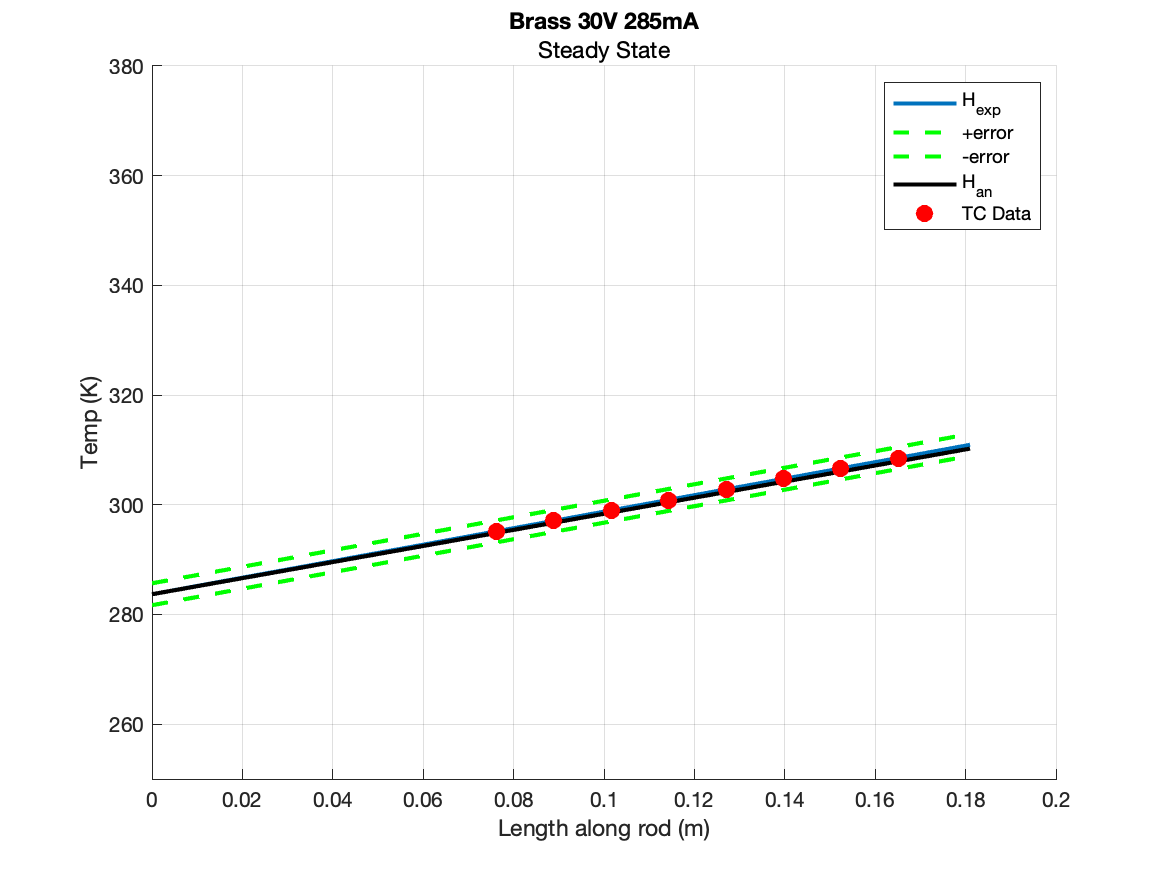 Brass 30V 285mA
Steady State
380
360
340
320
300
280
260
Temp (K)
0
0.02
0.04
0.06
0.08
0.1
0.12
0.14
0.16
0.18
0.2
Length along rod (m)
H_exp
+error
-error
H_an
TC Data